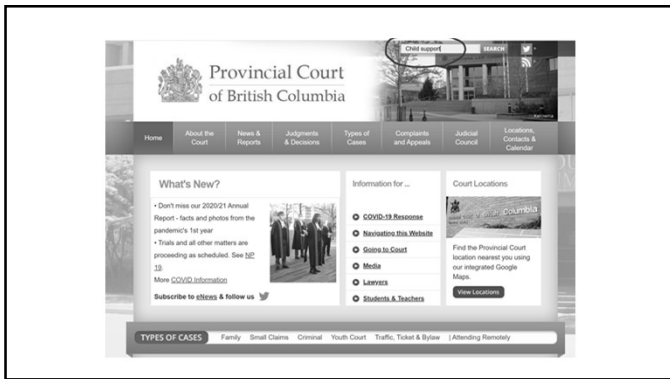 Child support
SEARCH
Provincial Court
of British Columbia
Home
About the
Court
News &
Reports
Judgments
& Decisions
Types of
Cases
Complaints
and Appeals
Judicial
Council
Locations,
Contacts &
Calendar
What's New?
• Don't miss our 2020/21 Annual
Report - facts and photos from the
pandemic's 1st year
• Trials and all other matters are
proceeding as scheduled. See NP
19.
More COVID Information
Subscribe to eNews & follow us
Information for ...
COVID-19 Response
Navigating this Website
Going to Court
Media
Lawyers
Students & Teachers
Court Locations
Columbia
Find the Provincial Court
location nearest you using
our integrated Google
Maps.
View Locations
TYPES OF CASES
Family Small Claims Criminal Youth Court Traffic, Ticket & Bylaw | Attending Remotely